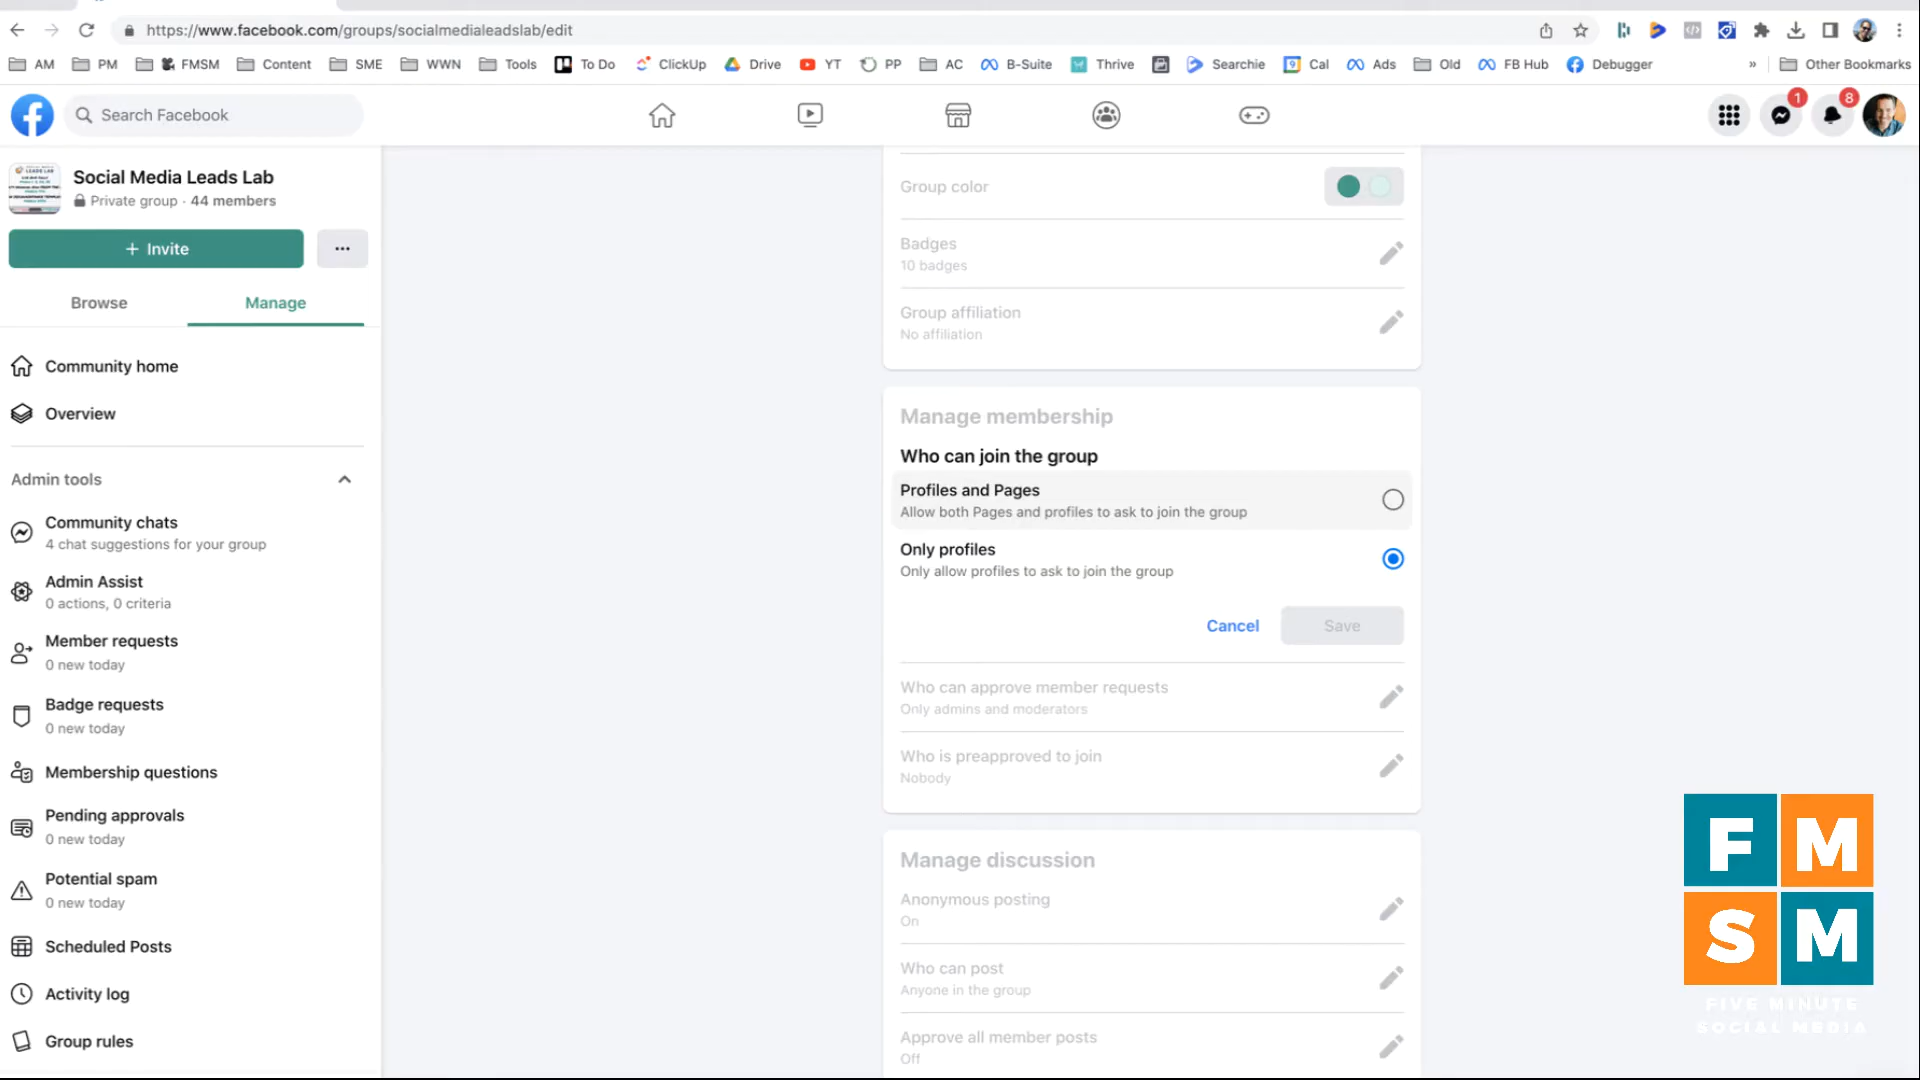 https://www.facebook.com/groups/socialmedialeadslab/edit
AM PM FMSM Content SME WWN Tools To Do ClickUp Drive YT PP AC B-Suite Thrive Searchie 9 Cal Ads Old FB Hub Debugger » Other Bookmarks
Search Facebook
1
8
LEADS LAB
Social Media Leads Lab
Private group · 44 members
+ Invite
Browse
Manage
Community home
Overview
Admin tools
Community chats
4 chat suggestions for your group
Admin Assist
0 actions, 0 criteria
Member requests
0 new today
Badge requests
0 new today
Membership questions
Pending approvals
0 new today
Potential spam
0 new today
Scheduled Posts
Activity log
Group rules
Group color
Badges
10 badges
Group affiliation
No affiliation
Manage membership
Who can join the group
Profiles and Pages
Allow both Pages and profiles to ask to join the group
Only profiles
Only allow profiles to ask to join the group
Cancel
Save
Who can approve member requests
Only admins and moderators
Who is preapproved to join
Nobody
Manage discussion
Anonymous posting
On
Who can post
Anyone in the group
Approve all member posts
Off
FM
SM
FIVE MINUTE
SOCIAL MEDIA